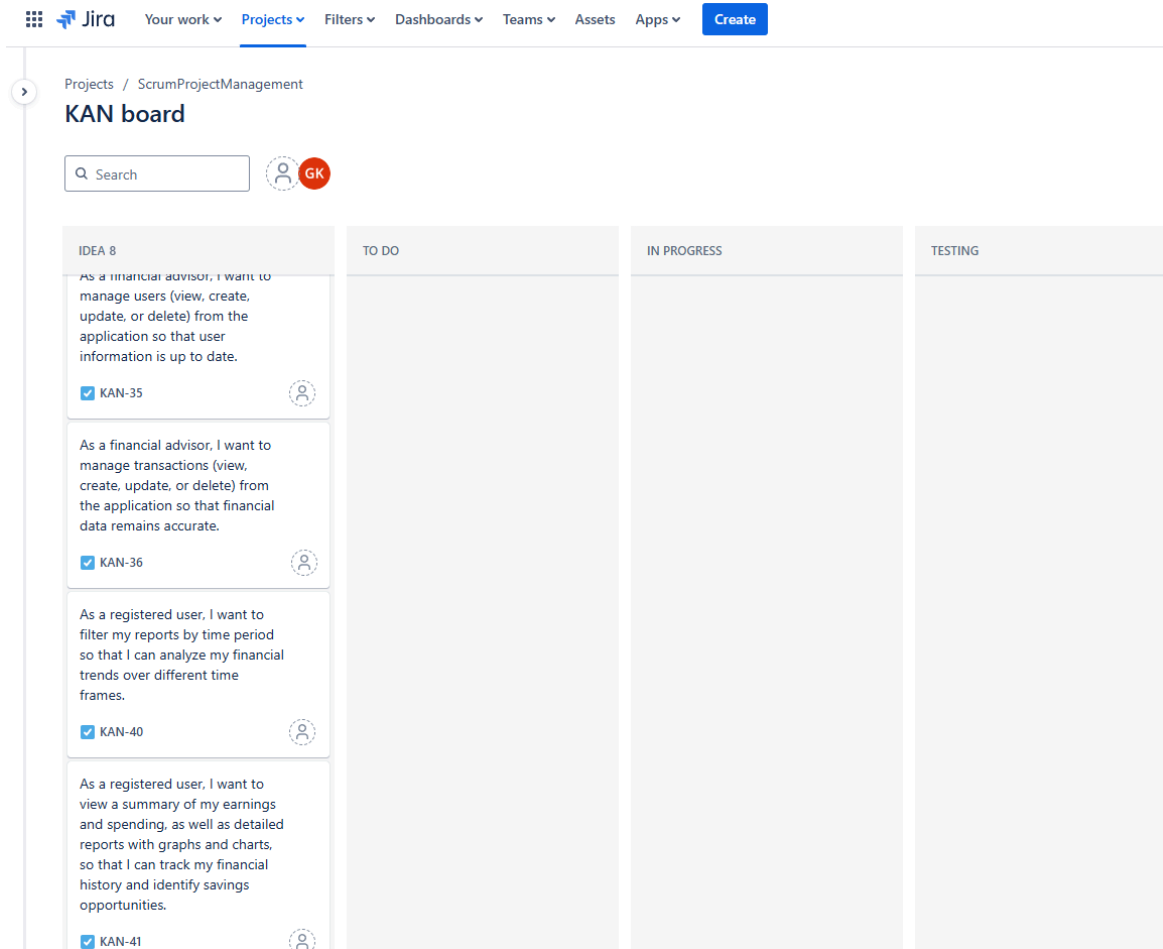 Jira Your work Projects Filters Dashboards Teams Assets Apps Create
Projects / ScrumProjectManagement
KAN board
Search GK
IDEA 8 TO DO IN PROGRESS TESTING
As a financial advisor, I want to
manage users (view, create,
update, or delete) from the
application so that user
information is up to date.
KAN-35
As a financial advisor, I want to
manage transactions (view,
create, update, or delete) from
the application so that financial
data remains accurate.
KAN-36
As a registered user, I want to
filter my reports by time period
so that I can analyze my financial
trends over different time
frames.
KAN-40
As a registered user, I want to
view a summary of my earnings
and spending, as well as detailed
reports with graphs and charts,
so that I can track my financial
history and identify savings
opportunities.
KAN-41